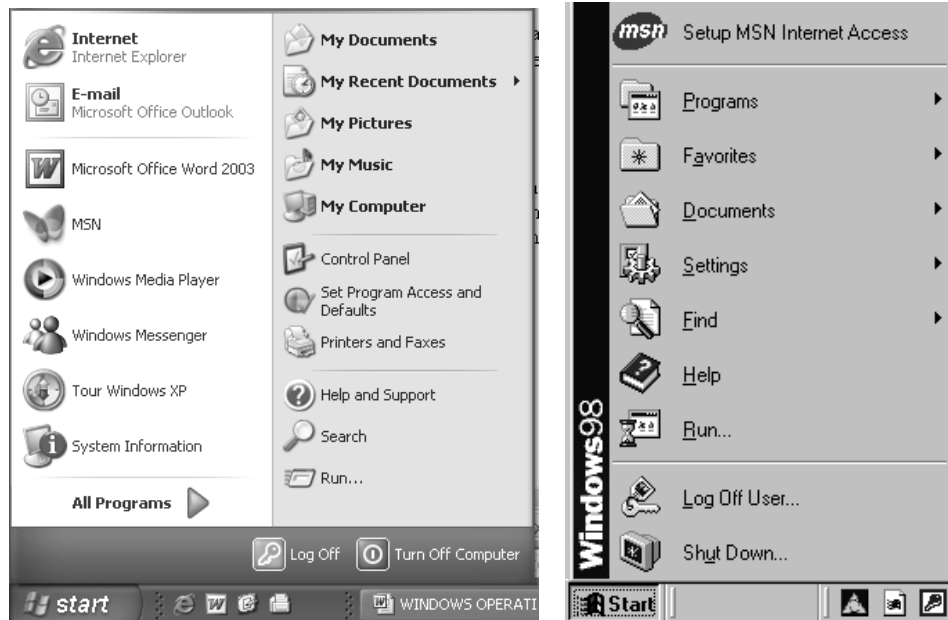 Internet
Internet Explorer
E-mail
Microsoft Office Outlook
Microsoft Office Word 2003
MSN
Windows Media Player
Windows Messenger
Tour Windows XP
System Information
All Programs
My Documents
My Recent Documents
My Pictures
My Music
My Computer
Control Panel
Set Program Access and
Defaults
Printers and Faxes
Help and Support
Search
Run...
Log Off
Turn Off Computer
start
WINDOWS OPERATI
msn Setup MSN Internet Access
Programs
Favorites
Documents
Settings
Find
Help
Run...
Log Off User...
Shut Down...
Windows98
Start